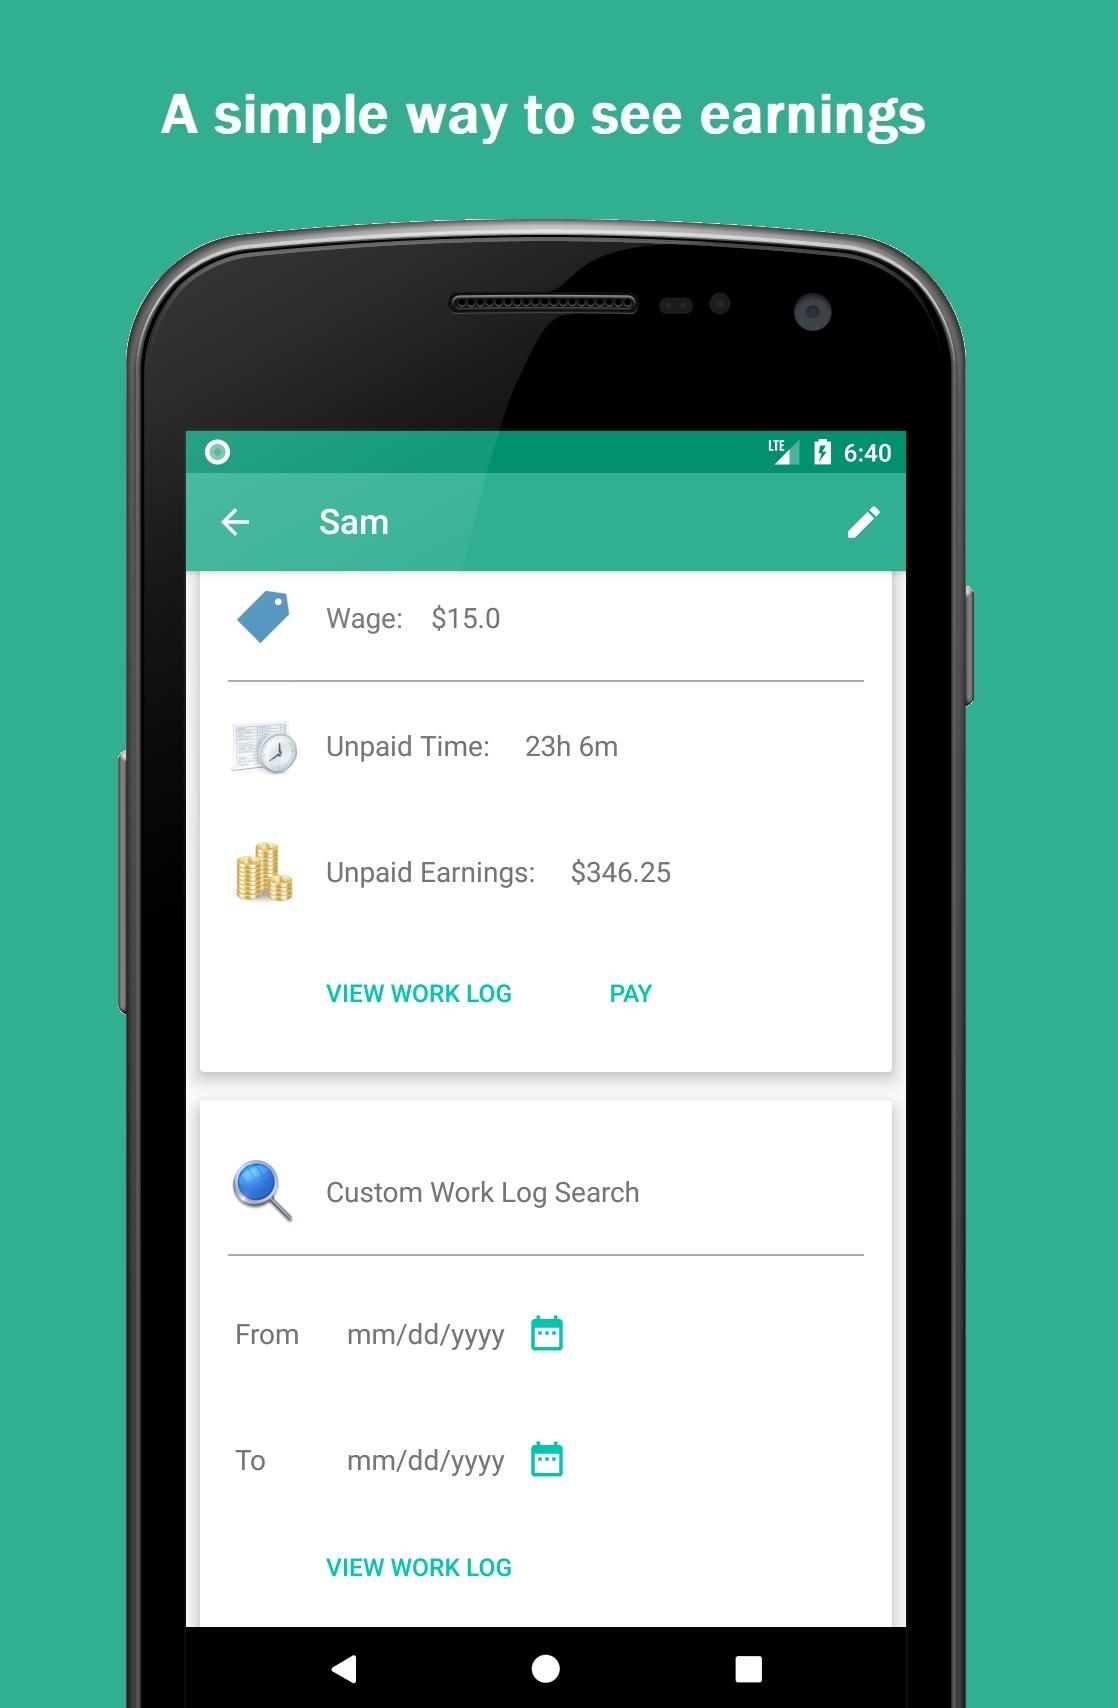 A simple way to see earnings
LTE 6:40
Sam
Wage: $15.0
Unpaid Time: 23h 6m
Unpaid Earnings: $346.25
VIEW WORK LOG PAY
Custom Work Log Search
From mm/dd/yyyy
To mm/dd/yyyy
VIEW WORK LOG